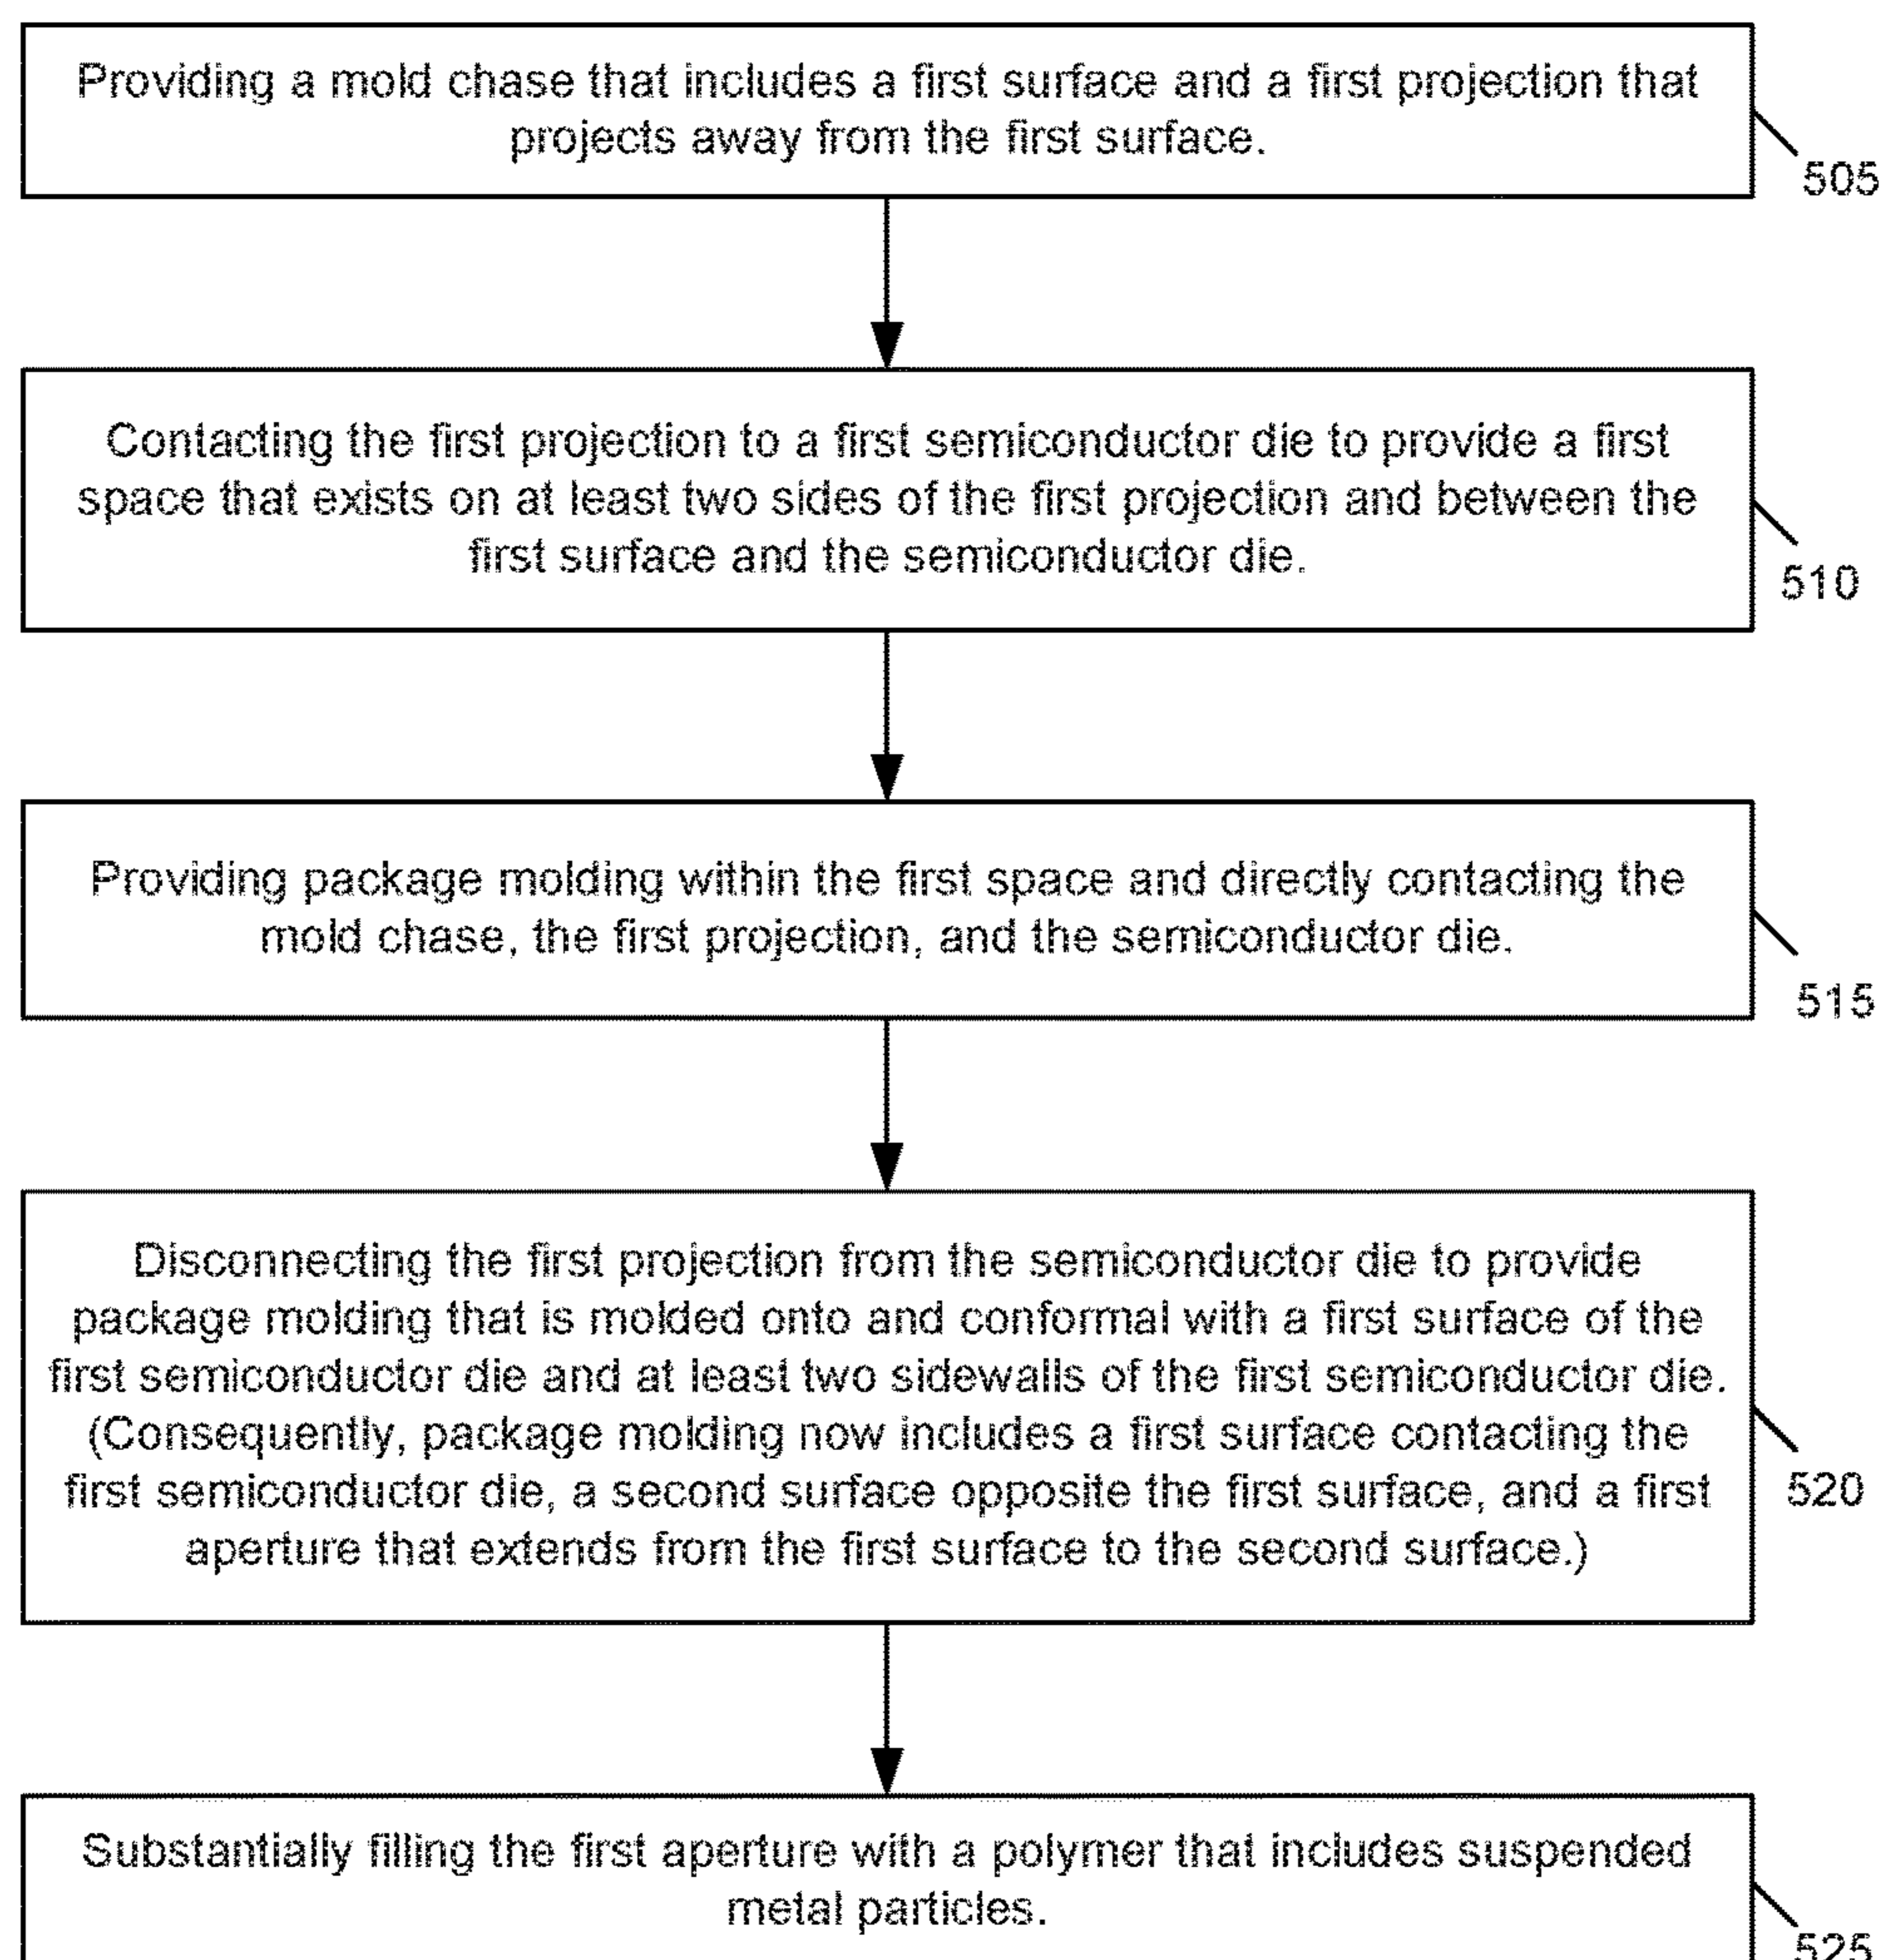 Providing a mold chase that includes a first surface and a first projection that
projects away from the first surface.
505
Contacting the first projection to a first semiconductor die to provide a first
space that exists on at least two sides of the first projection and between the
first surface and the semiconductor die.
510
Providing package molding within the first space and directly contacting the
mold chase, the first projection, and the semiconductor die.
515
Disconnecting the first projection from the semiconductor die to provide
package molding that is molded onto and conformal with a first surface of the
first semiconductor die and at least two sidewalls of the first semiconductor die.
(Consequently, package molding now includes a first surface contacting the
first semiconductor die, a second surface opposite the first surface, and a first
aperture that extends from the first surface to the second surface.)
520
Substantially filling the first aperture with a polymer that includes suspended
metal particles.
525